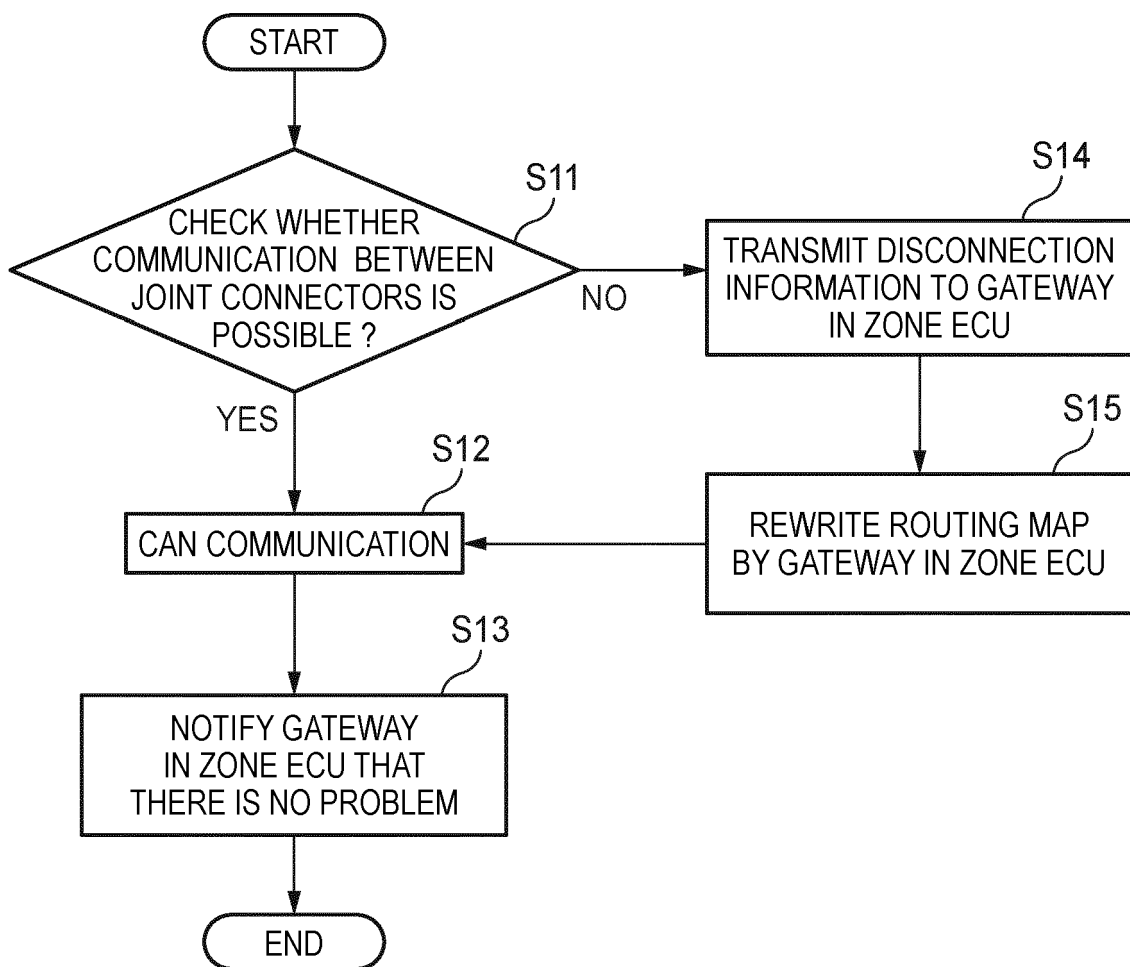 START
S11
CHECK WHETHER
COMMUNICATION BETWEEN
JOINT CONNECTORS IS
POSSIBLE ?
NO
YES
S14
TRANSMIT DISCONNECTION
INFORMATION TO GATEWAY
IN ZONE ECU
S15
REWRITE ROUTING MAP
BY GATEWAY IN ZONE ECU
S12
CAN COMMUNICATION
S13
NOTIFY GATEWAY
IN ZONE ECU THAT
THERE IS NO PROBLEM
END